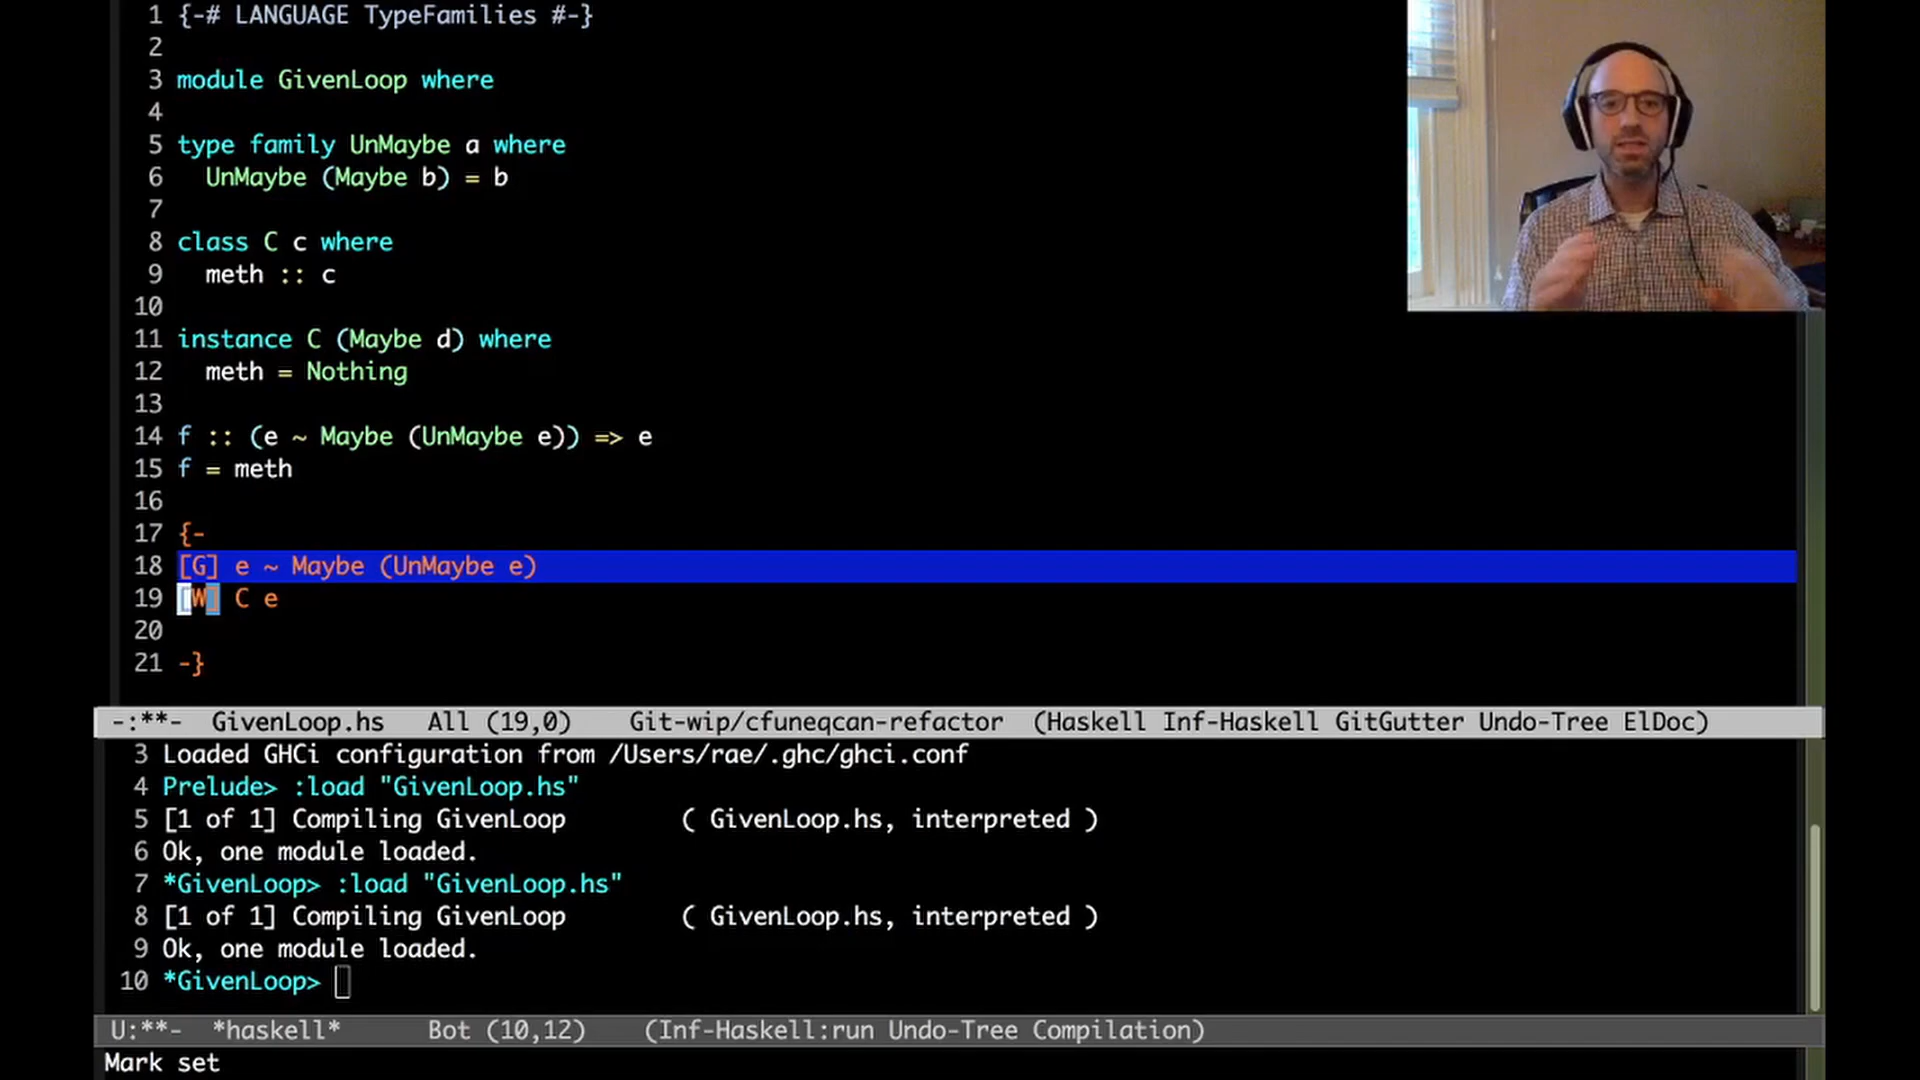 1 {-# LANGUAGE TypeFamilies #-}
2
3 module GivenLoop where
4
5 type family UnMaybe a where
6   UnMaybe (Maybe b) = b
7
8 class C c where
9   meth :: c
10
11 instance C (Maybe d) where
12   meth = Nothing
13
14 f :: (e ~ Maybe (UnMaybe e)) => e
15 f = meth
16
17 {-
18 [G] e ~ Maybe (UnMaybe e)
19 [W] C e
20
21 -}
-:**-  GivenLoop.hs   All (19,0)    Git-wip/cfuneqcan-refactor  (Haskell Inf-Haskell GitGutter Undo-Tree ElDoc)
3 Loaded GHCi configuration from /Users/rae/.ghc/ghci.conf
4 Prelude> :load "GivenLoop.hs"
5 [1 of 1] Compiling GivenLoop        ( GivenLoop.hs, interpreted )
6 Ok, one module loaded.
7 *GivenLoop> :load "GivenLoop.hs"
8 [1 of 1] Compiling GivenLoop        ( GivenLoop.hs, interpreted )
9 Ok, one module loaded.
10 *GivenLoop>
U:**-  *haskell*      Bot (10,12)    (Inf-Haskell:run Undo-Tree Compilation)
Mark set